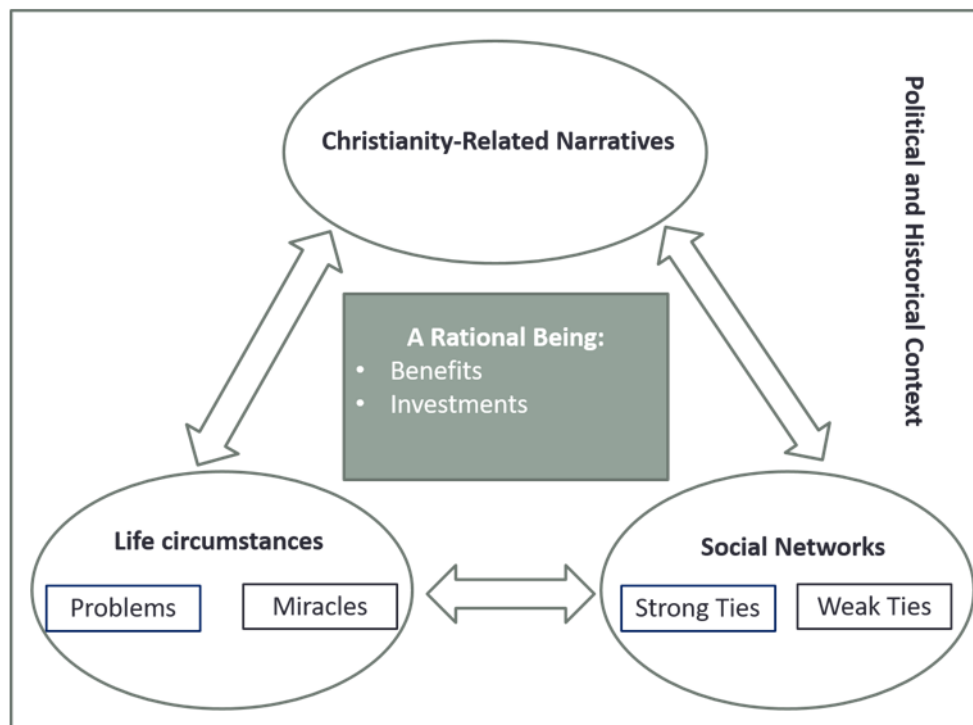 Christianity-Related Narratives
Political and Historical Context
A Rational Being:
• Benefits
• Investments
Life circumstances
Problems
Miracles
Social Networks
Strong Ties
Weak Ties